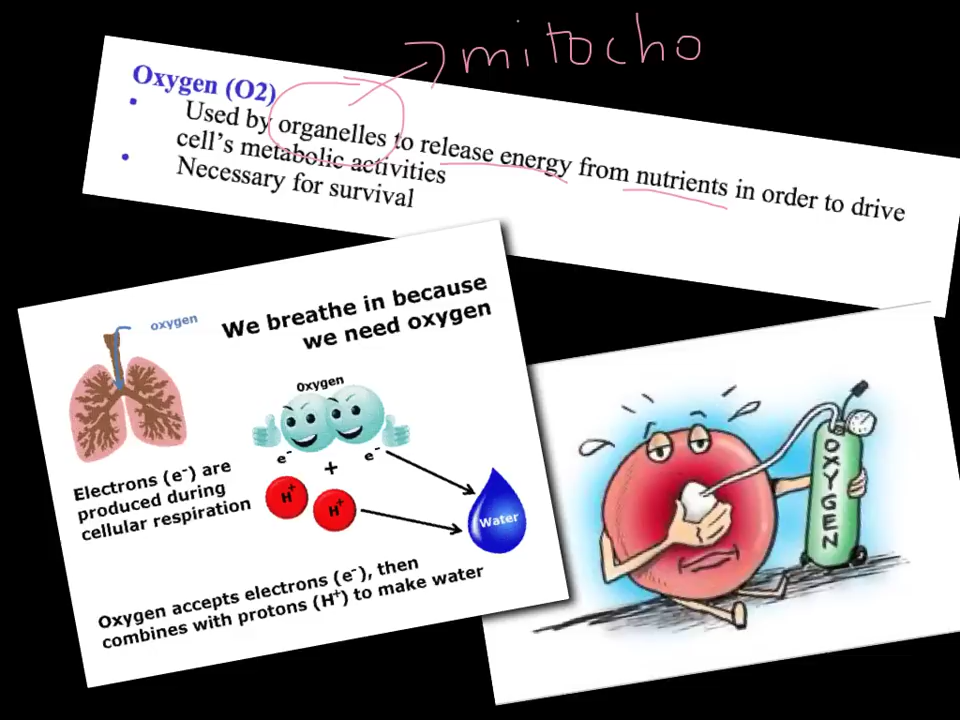 mitocho
Oxygen (O2)
• Used by organelles to release energy from nutrients in order to drive
cell's metabolic activities
• Necessary for survival
oxygen
We breathe in because
we need oxygen
Oxygen
e-
+
e-
H+
H+
Water
Electrons (e-) are
produced during
cellular respiration
Oxygen accepts electrons (e-), then
combines with protons (H+) to make water
OXYGEN